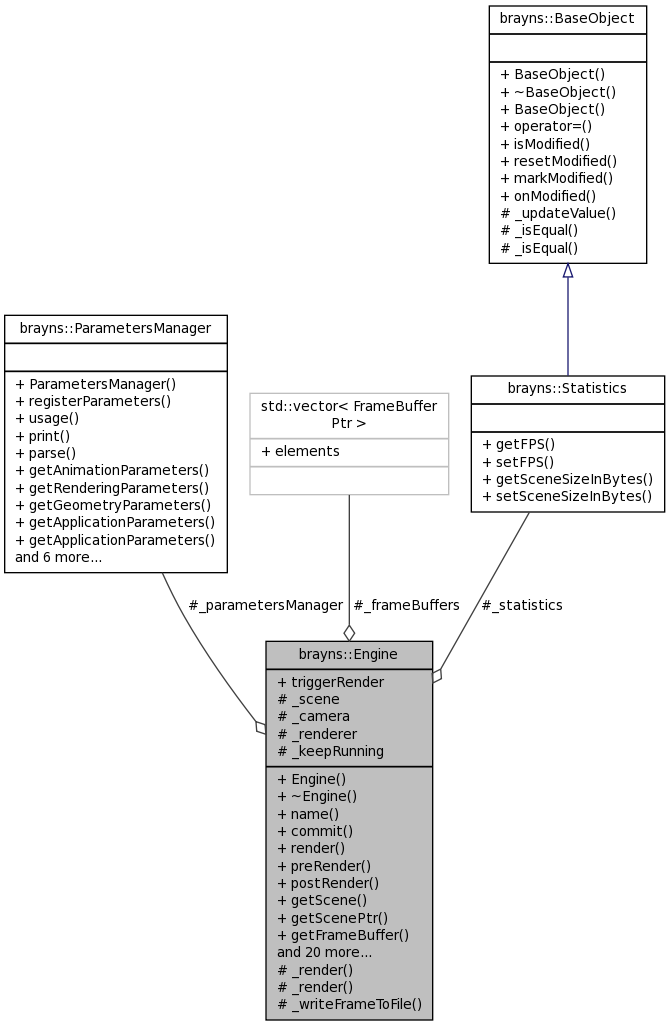 brayns::BaseObject
+ BaseObject()
+ ~BaseObject()
+ BaseObject()
+ operator=()
+ isModified()
+ resetModified()
+ markModified()
+ onModified()
# _updateValue()
# _isEqual()
# _isEqual()
brayns::ParametersManager
+ ParametersManager()
+ registerParameters()
+ usage()
+ print()
+ parse()
+ getAnimationParameters()
+ getRenderingParameters()
+ getGeometryParameters()
+ getApplicationParameters()
+ getApplicationParameters()
and 6 more...
std::vector< FrameBuffer
Ptr >
+ elements
brayns::Statistics
+ getFPS()
+ setFPS()
+ getSceneSizeInBytes()
+ setSceneSizeInBytes()
#_parametersManager
#_frameBuffers
#_statistics
brayns::Engine
+ triggerRender
# _scene
# _camera
# _renderer
# _keepRunning
+ Engine()
+ ~Engine()
+ name()
+ commit()
+ render()
+ preRender()
+ postRender()
+ getScene()
+ getScenePtr()
+ getFrameBuffer()
and 20 more...
# _render()
# _render()
# _writeFrameToFile()